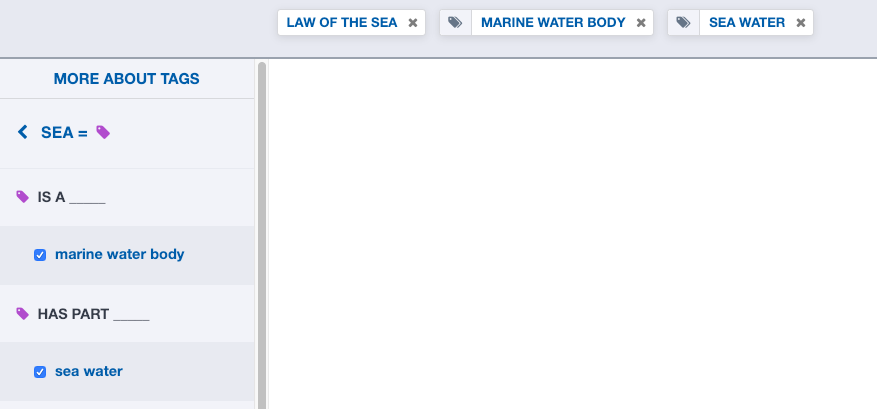 LAW OF THE SEA ×
MARINE WATER BODY ×
SEA WATER ×
MORE ABOUT TAGS
SEA =
IS A _____
marine water body
HAS PART _____
sea water